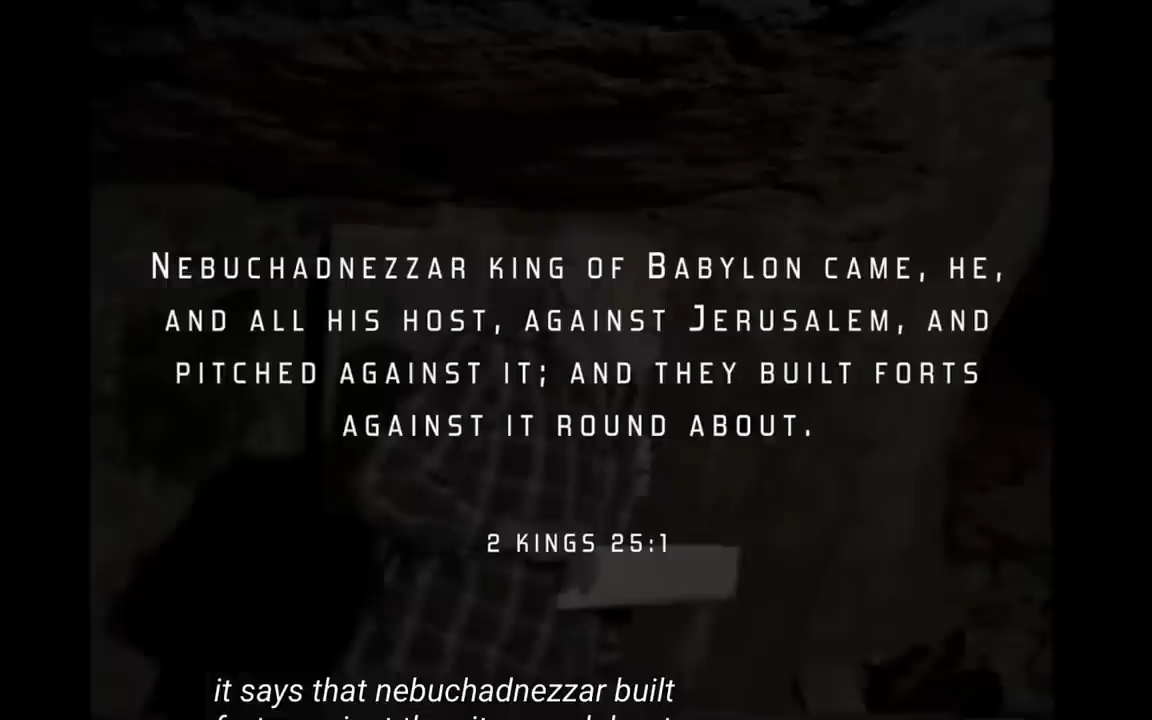 Nebuchadnezzar king of Babylon came, he,
and all his host, against Jerusalem, and
pitched against it; and they built forts
against it round about.
2 Kings 25:1
it says that nebuchadnezzar built